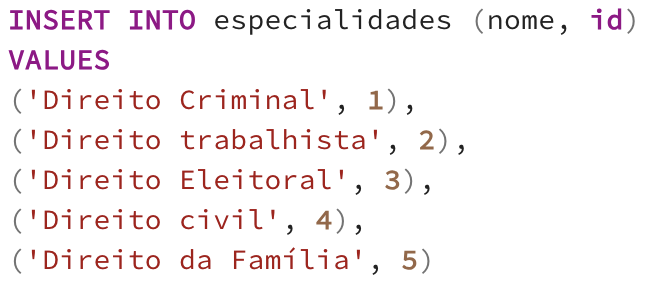 INSERT INTO especialidades (nome, id)
VALUES
('Direito Criminal', 1),
('Direito trabalhista', 2),
('Direito Eleitoral', 3),
('Direito civil', 4),
('Direito da Família', 5)